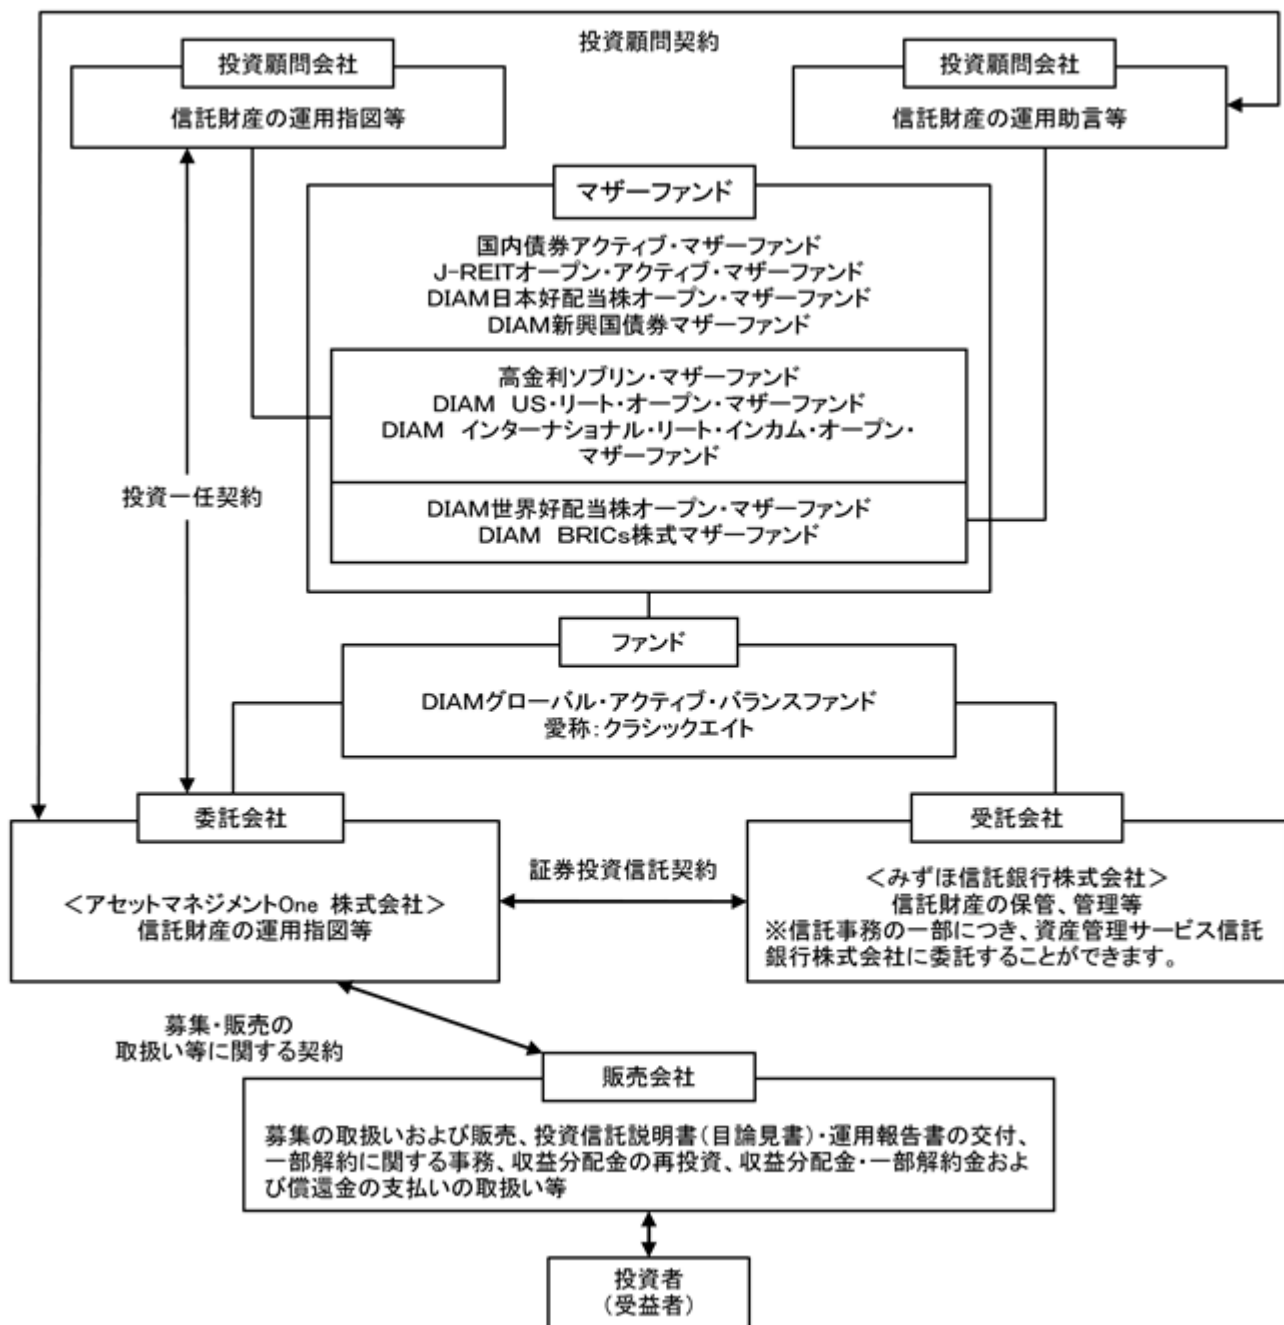 投資顧問契約
投資顧問会社
信託財産の運用指図等
投資顧問会社
信託財産の運用助言等
マザーファンド
国内債券アクティブ・マザーファンド
J-REITオープン・アクティブ・マザーファンド
DIAM日本好配当株オープン・マザーファンド
DIAM新興国債券マザーファンド
高金利ソブリン・マザーファンド
DIAM US・リート・オープン・マザーファンド
DIAM インターナショナル・リート・インカム・オープン・
マザーファンド
投資一任契約
DIAM世界好配当株オープン・マザーファンド
DIAM BRICs株式マザーファンド
ファンド
DIAMグローバル・アクティブ・バランスファンド
愛称：クラシックエイト
委託会社
<アセットマネジメントOne 株式会社>
信託財産の運用指図等
証券投資信託契約
受託会社
<みずほ信託銀行株式会社>
信託財産の保管、管理等
※信託事務の一部につき、資産管理サービス信託
銀行株式会社に委託することができます。
募集・販売の
取扱い等に関する契約
販売会社
募集の取扱いおよび販売、投資信託説明書（目論見書）・運用報告書の交付、
一部解約に関する事務、収益分配金の再投資、収益分配金・一部解約金およ
び償還金の支払いの取扱い等
投資者
（受益者）